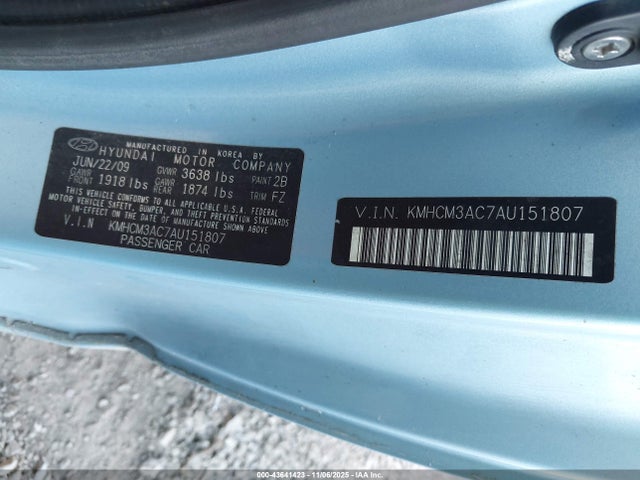 MANUFACTURED IN KOREA BY
HYUNDAI MOTOR COMPANY
JUN/22/09 GVWR 3638 lbs PAINT 2B
GAWR FRONT 1918 lbs GAWR REAR 1874 lbs TRIM FZ
THIS VEHICLE CONFORMS TO ALL APPLICABLE U.S.A. FEDERAL
MOTOR VEHICLE SAFETY, BUMPER, AND THEFT PREVENTION STANDARDS
IN-EFFECT ON THE DATE OF MANUFACTURE SHOWN ABOVE
V.I.N KMHCM3AC7AU151807
PASSENGER CAR
V.I.N. KMHCM3AC7AU151807
000-43641423 | 11/06/2025 | IAA Inc.